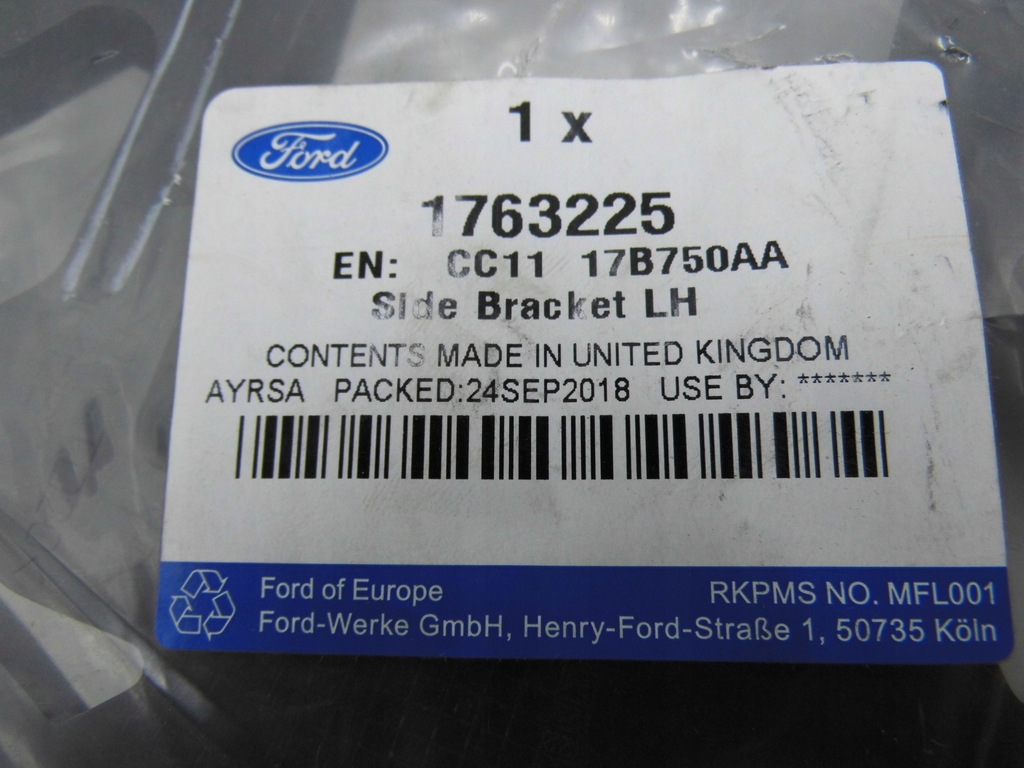 1 x
Ford
1763225
EN: CC11 17B750AA
Side Bracket LH
CONTENTS MADE IN UNITED KINGDOM
AYRSA PACKED:24SEP2018 USE BY: *******
Ford of Europe RKPMS NO. MFL001
Ford-Werke GmbH, Henry-Ford-Straße 1, 50735 Köln